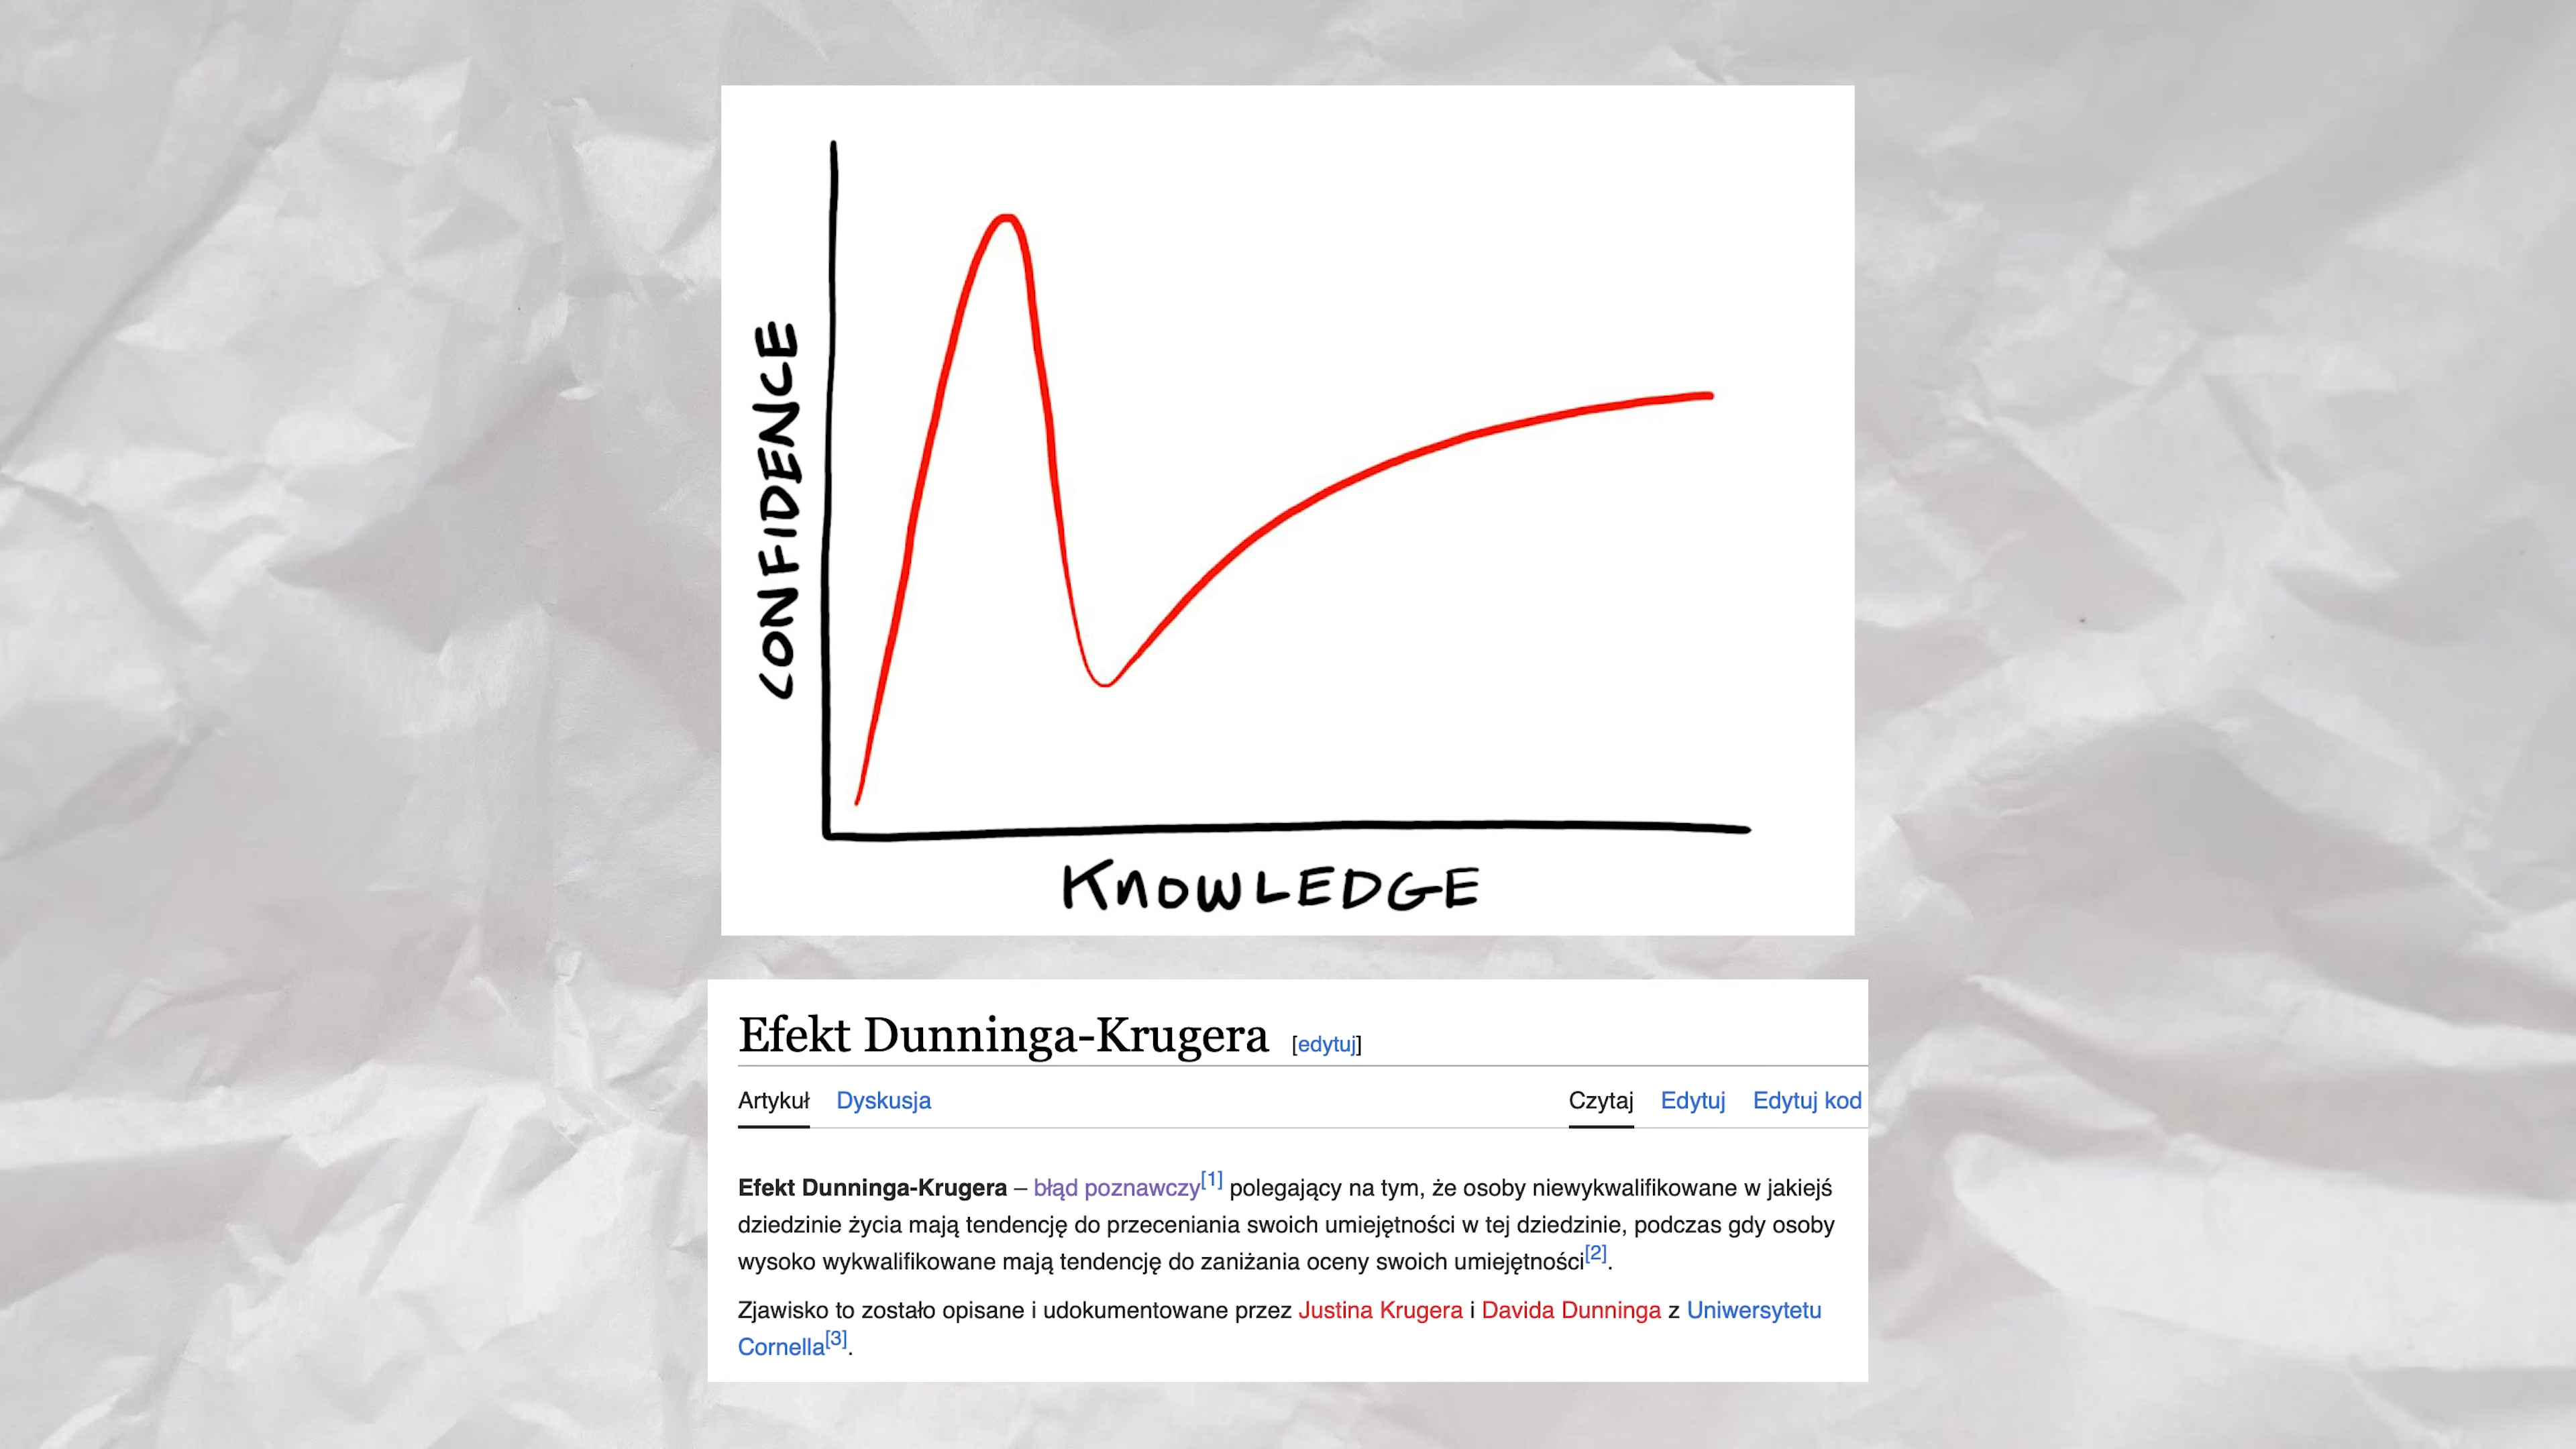 CONFIDENCE
KNOWLEDGE
Efekt Dunninga-Krugera [edytuj]
Artykuł Dyskusja Czytaj Edytuj Edytuj kod
Efekt Dunninga-Krugera – błąd poznawczy[1] polegający na tym, że osoby niewykwalifikowane w jakiejś
dziedzinie życia mają tendencję do przeceniania swoich umiejętności w tej dziedzinie, podczas gdy osoby
wysoko wykwalifikowane mają tendencję do zaniżania oceny swoich umiejętności[2].
Zjawisko to zostało opisane i udokumentowane przez Justina Krugera i Davida Dunninga z Uniwersytetu
Cornella[3].